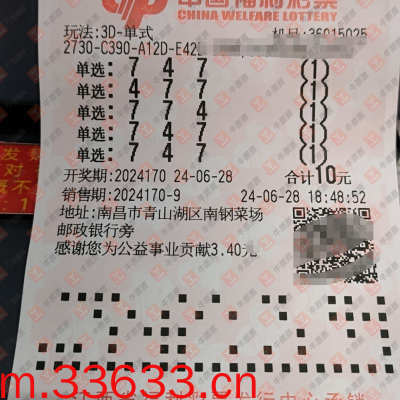 中国福利彩票
CHINA WELFARE LOTTERY
玩法:3D-单式 机号:36015025
2730-C390-A12D-E42
单选:7 4 7 (1)
单选:4 7 7 (1)
单选:7 4 7 (1)
单选:4 7 7 (1)
单选:7 4 7 (1)
开奖期:2024170 24-06-28 合计10元
销售期:2024170-9 24-06-28 18:48:52
地址:南昌市青山湖区南钢菜场
邮政银行旁
感谢您为公益事业贡献3.40元。
m.33633.cn